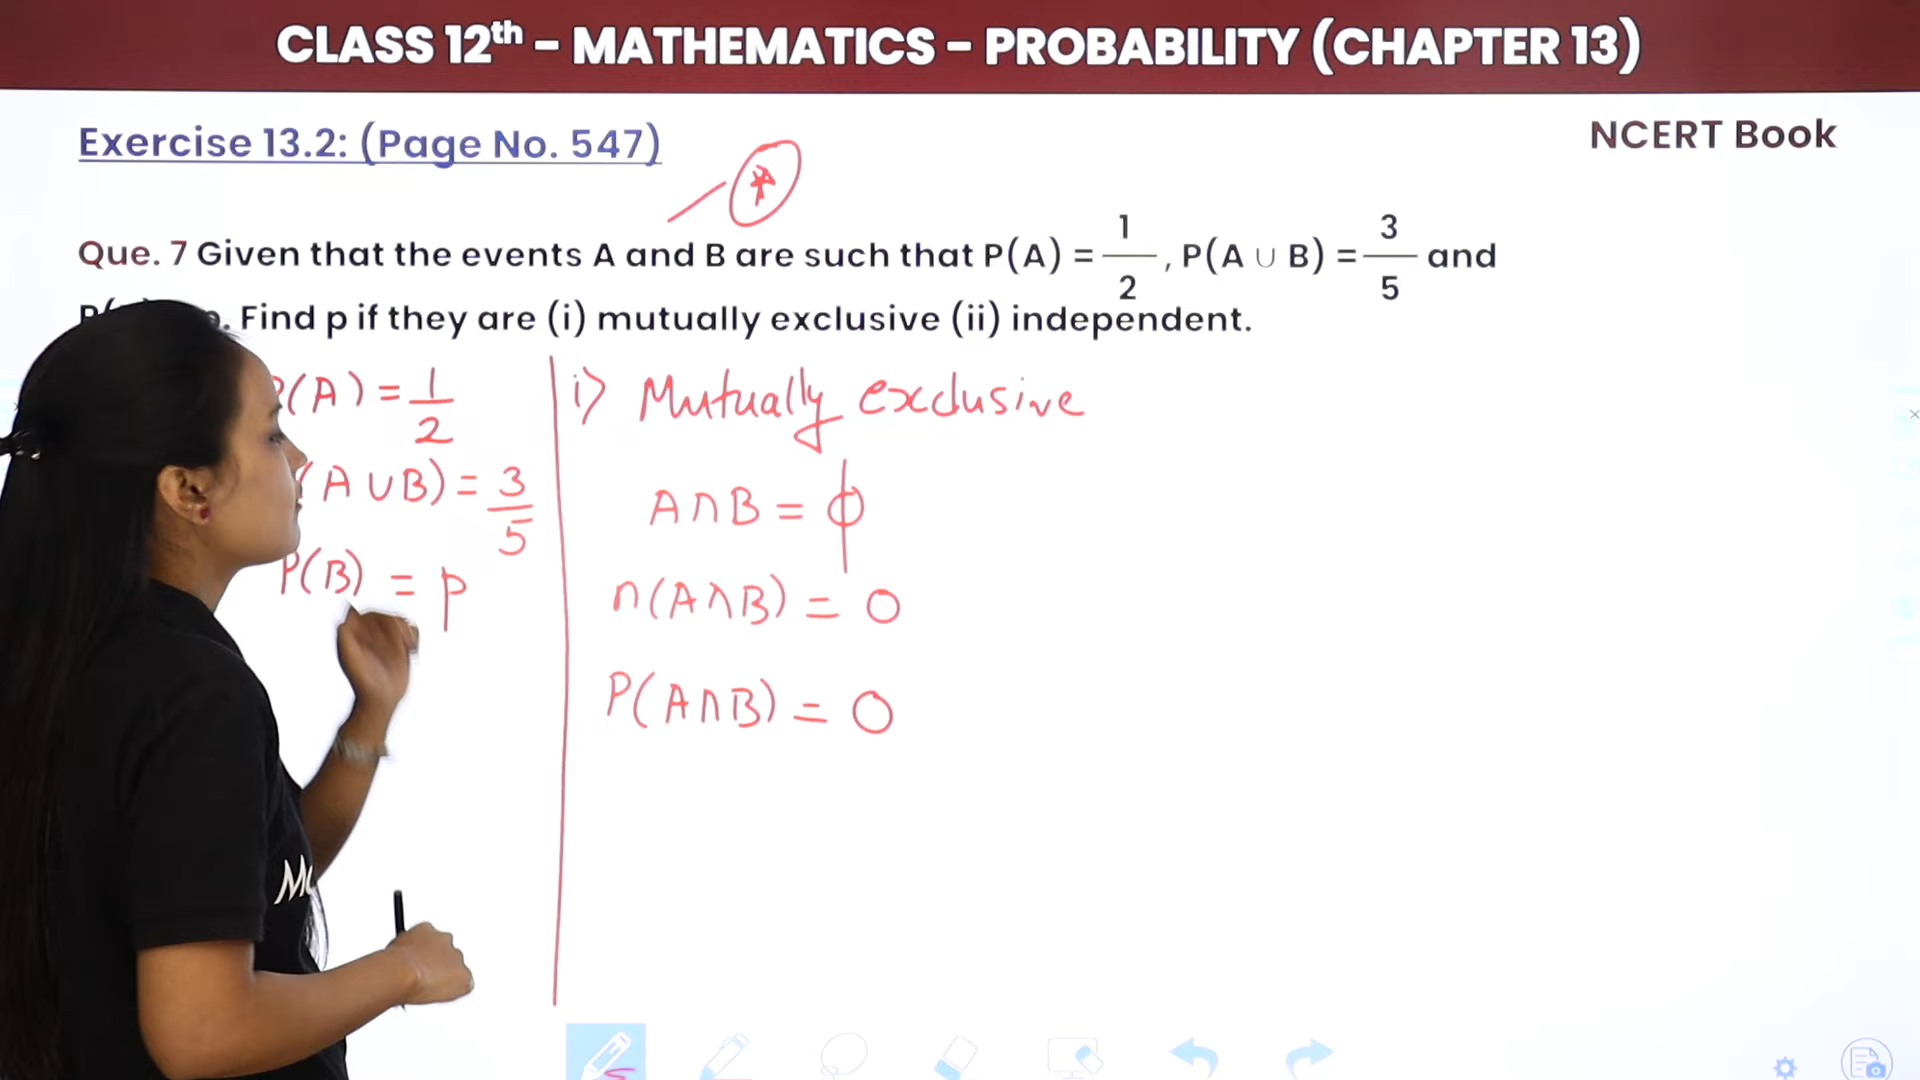 CLASS 12th – MATHEMATICS – PROBABILITY (CHAPTER 13)
Exercise 13.2: (Page No. 547)
NCERT Book
Que. 7 Given that the events A and B are such that P(A) = 1/2, P(A ∪ B) = 3/5 and
Find p if they are (i) mutually exclusive (ii) independent.
(A) = 1/2
(A ∪ B) = 3/5
P(B) = p
i) Mutually exclusive
A ∩ B = ϕ
n(A ∩ B) = 0
P(A ∩ B) = 0